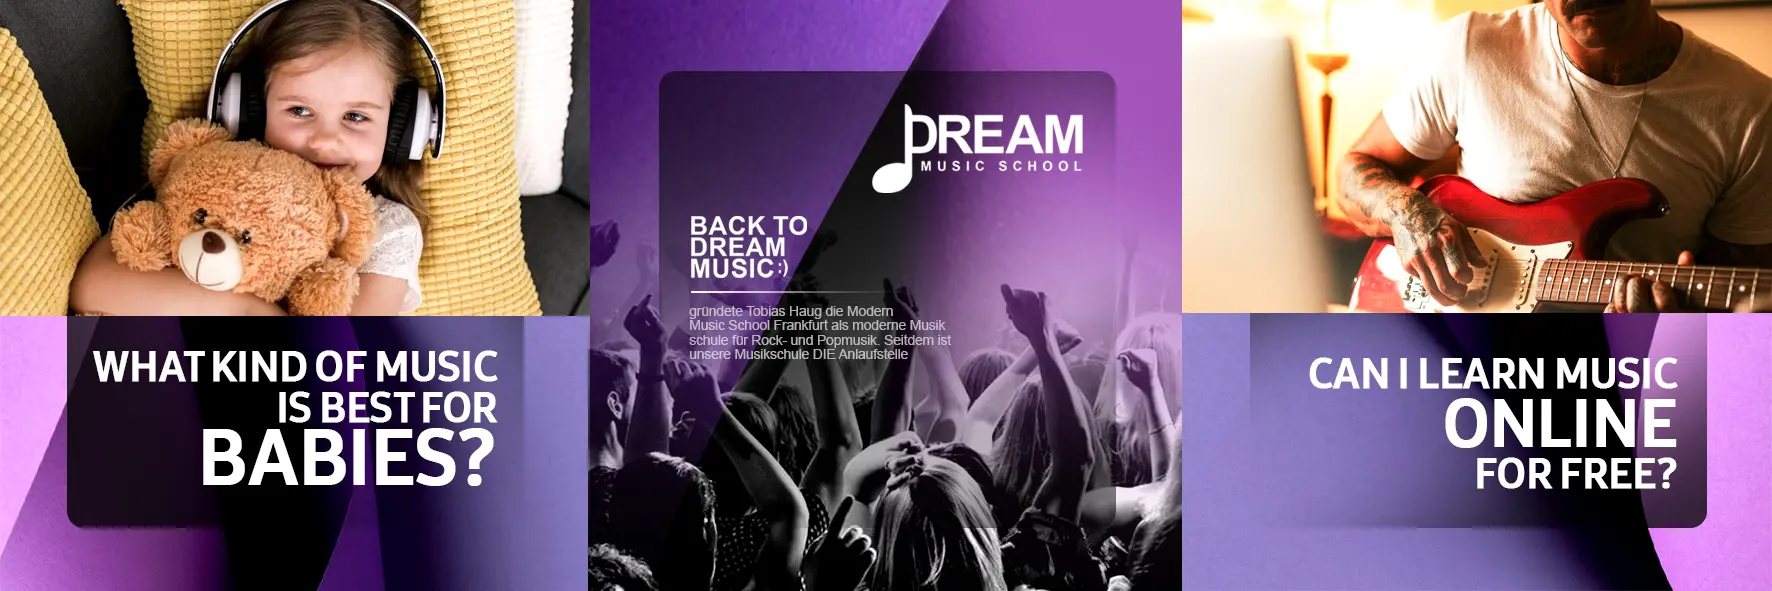 WHAT KIND OF MUSIC
IS BEST FOR
BABIES?
DREAM
MUSIC SCHOOL
BACK TO
DREAM
MUSIC :)
gründete Tobias Haug die Modern
Music School Frankfurt als moderne Musik
schule für Rock- und Popmusik. Seitdem ist
unsere Musikschule DIE Anlaufstelle
CAN I LEARN MUSIC
ONLINE
FOR FREE?